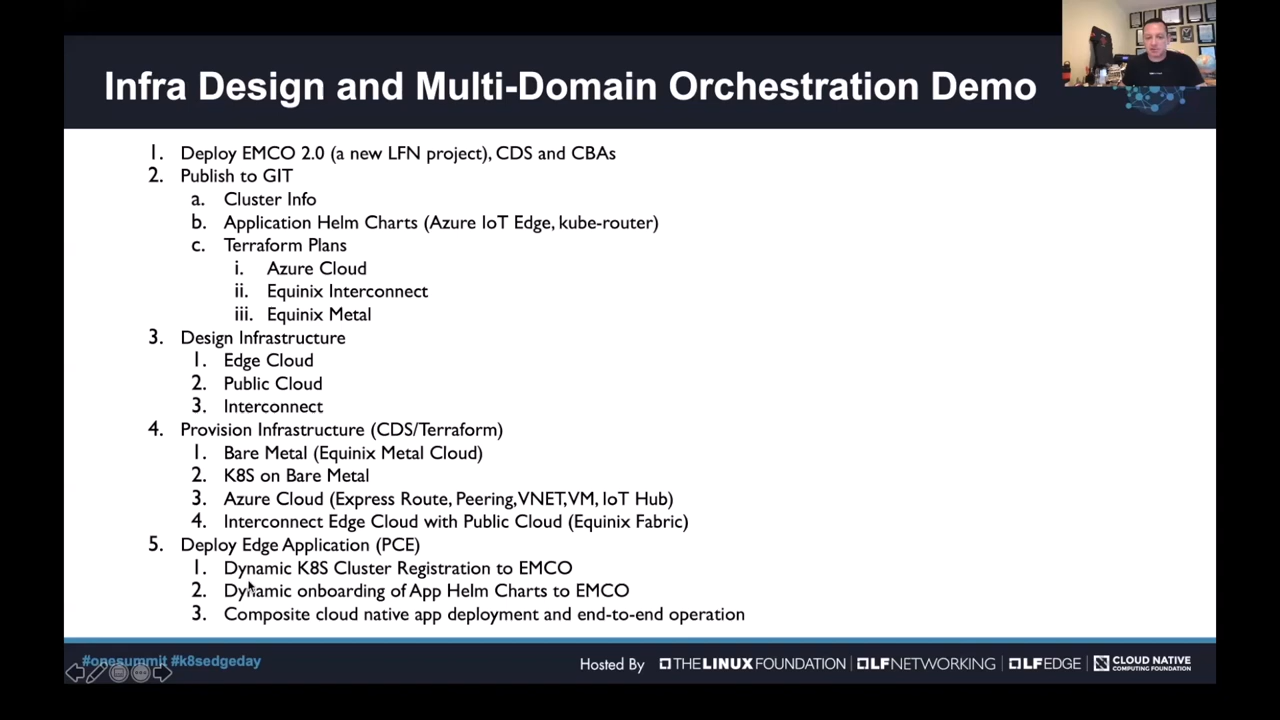 Infra Design and Multi-Domain Orchestration Demo
1. Deploy EMCO 2.0 (a new LFN project), CDS and CBAs
2. Publish to GIT
a. Cluster Info
b. Application Helm Charts (Azure IoT Edge, kube-router)
c. Terraform Plans
i. Azure Cloud
ii. Equinix Interconnect
iii. Equinix Metal
3. Design Infrastructure
1. Edge Cloud
2. Public Cloud
3. Interconnect
4. Provision Infrastructure (CDS/Terraform)
1. Bare Metal (Equinix Metal Cloud)
2. K8S on Bare Metal
3. Azure Cloud (Express Route, Peering, VNET, VM, IoT Hub)
4. Interconnect Edge Cloud with Public Cloud (Equinix Fabric)
5. Deploy Edge Application (PCE)
1. Dynamic K8S Cluster Registration to EMCO
2. Dynamic onboarding of App Helm Charts to EMCO
3. Composite cloud native app deployment and end-to-end operation
#onesummit #k8sedgeday
Hosted By THE LINUX FOUNDATION | LF NETWORKING | LF EDGE | CLOUD NATIVE COMPUTING FOUNDATION